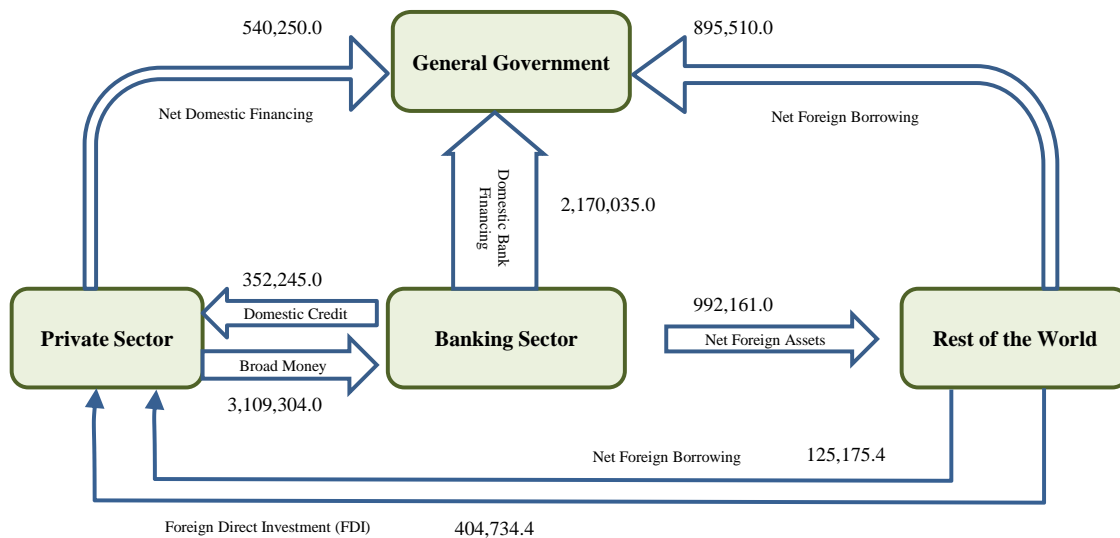 540,250.0
895,510.0
General Government
Net Domestic Financing
Net Foreign Borrowing
Domestic Bank
Financing
2,170,035.0
352,245.0
992,161.0
Domestic Credit
Private Sector
Banking Sector
Net Foreign Assets
Rest of the World
Broad Money
3,109,304.0
Net Foreign Borrowing
125,175.4
Foreign Direct Investment (FDI)
404,734.4